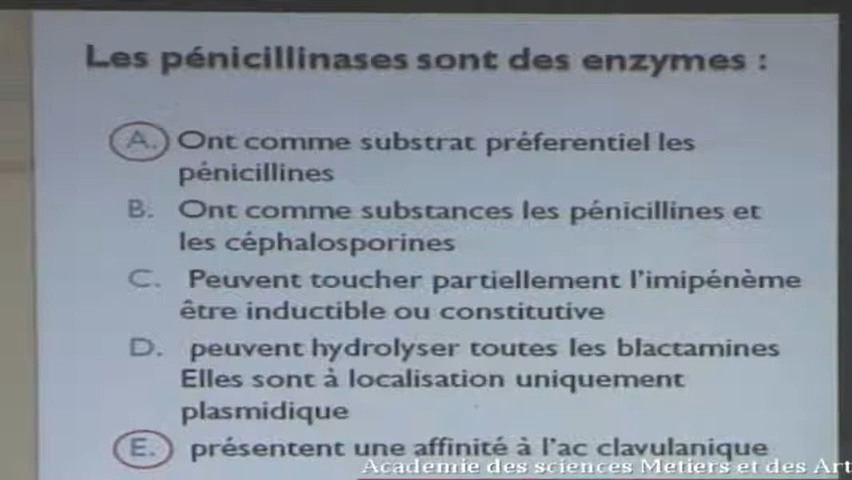 Les pénicillinases sont des enzymes :
A. Ont comme substrat préferentiel les
pénicillines
B. Ont comme substances les pénicillines et
les céphalosporines
C. Peuvent toucher partiellement l'imipénème
être inductible ou constitutive
D. peuvent hydrolyser toutes les blactamines
Elles sont à localisation uniquement
plasmidique
E. présentent une affinité à l'ac clavulanique
Academie des sciences Metiers et des Art